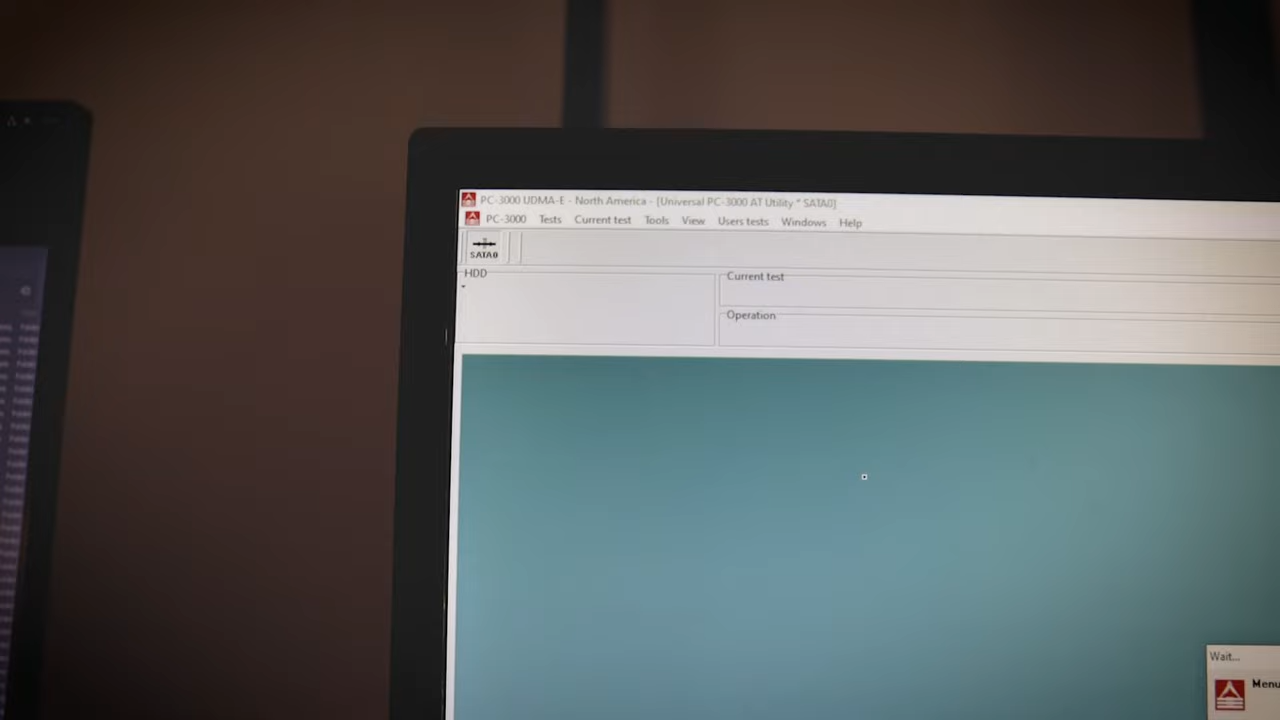 PC-3000 UDMA-E - North America - [Universal PC-3000 AT Utility * SATA0]
PC-3000 Tests Current test Tools View Users tests Windows Help
SATA0
HDD
Current test
Operation
Wait...
Menu